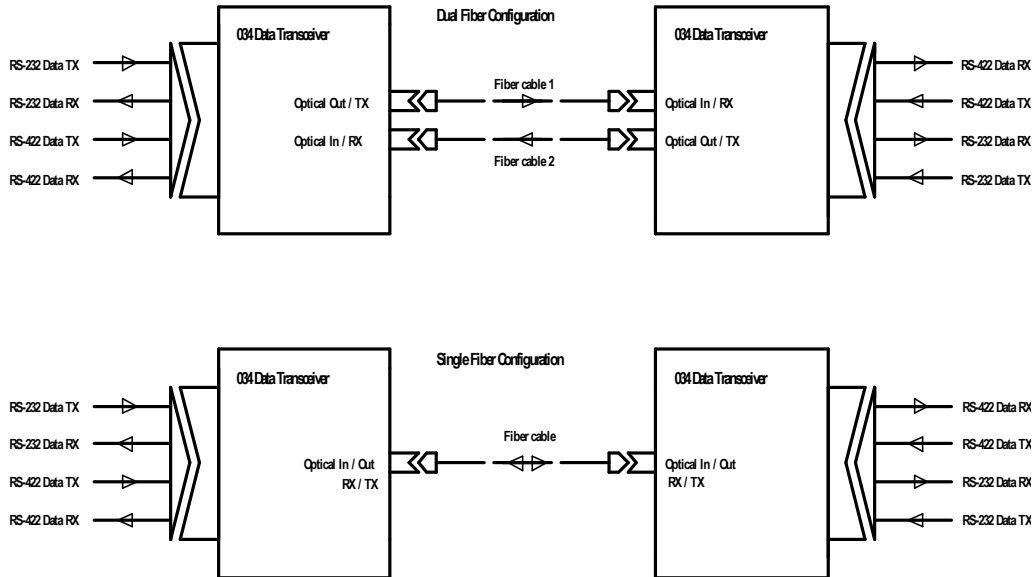 Dual Fiber Configuration
034 Data Transceiver
034 Data Transceiver
RS-232 Data TX
RS-232 Data RX
RS-422 Data TX
RS-422 Data RX
Optical Out / TX
Optical In / RX
Fiber cable 1
Fiber cable 2
Optical In / RX
Optical Out / TX
RS-422 Data RX
RS-422 Data TX
RS-232 Data RX
RS-232 Data TX
Single Fiber Configuration
034 Data Transceiver
034 Data Transceiver
RS-232 Data TX
RS-232 Data RX
RS-422 Data TX
RS-422 Data RX
Optical In / Out
RX / TX
Fiber cable
Optical In / Out
RX / TX
RS-422 Data RX
RS-422 Data TX
RS-232 Data RX
RS-232 Data TX